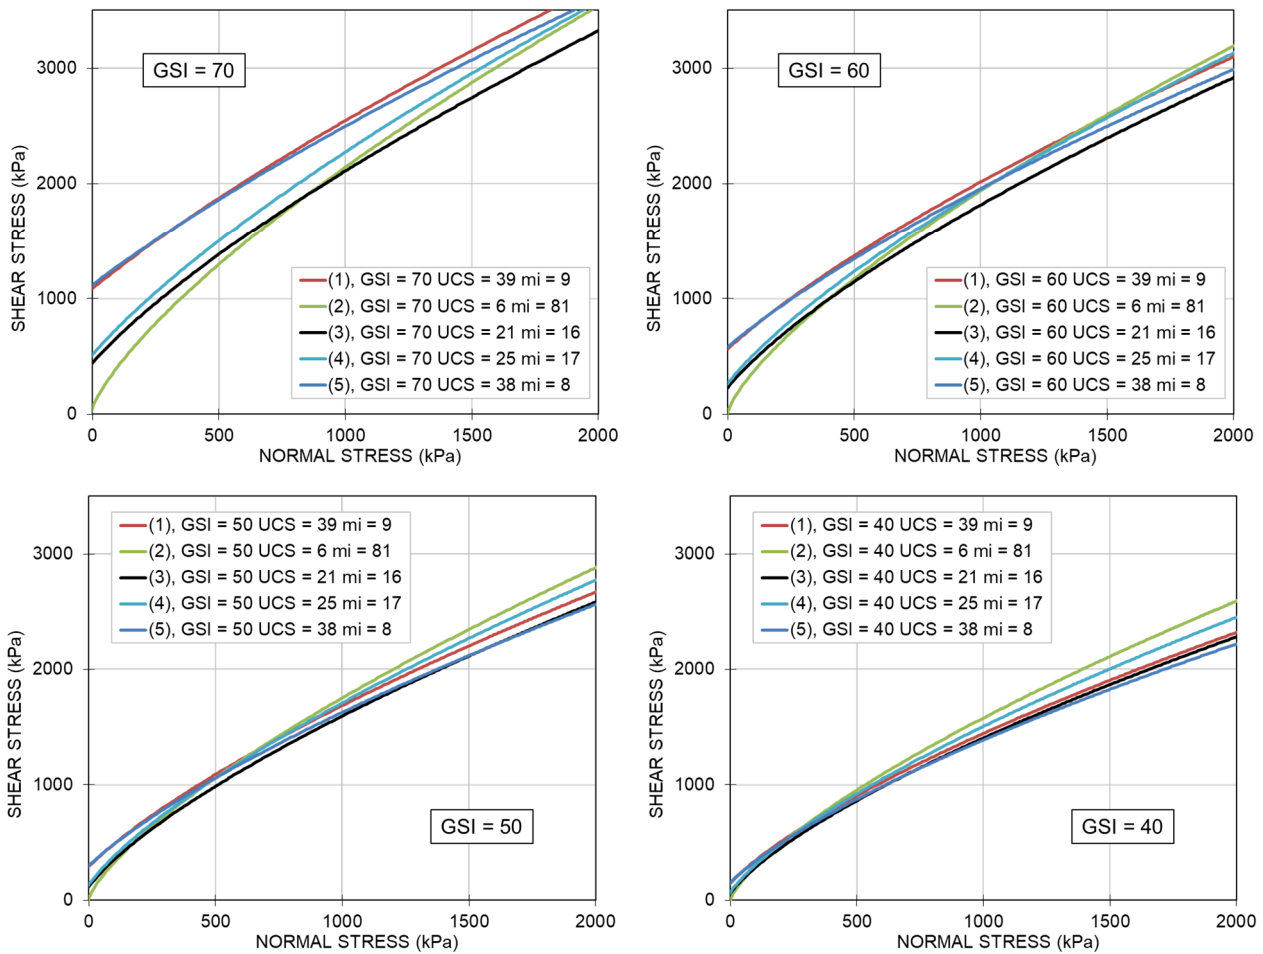 3000
2000
1000
0
SHEAR STRESS (kPa)
GSI = 70
(1), GSI = 70 UCS = 39 mi = 9
(2), GSI = 70 UCS = 6 mi = 81
(3), GSI = 70 UCS = 21 mi = 16
(4), GSI = 70 UCS = 25 mi = 17
(5), GSI = 70 UCS = 38 mi = 8
0 500 1000 1500 2000
NORMAL STRESS (kPa)
3000
2000
1000
0
SHEAR STRESS (kPa)
GSI = 60
(1), GSI = 60 UCS = 39 mi = 9
(2), GSI = 60 UCS = 6 mi = 81
(3), GSI = 60 UCS = 21 mi = 16
(4), GSI = 60 UCS = 25 mi = 17
(5), GSI = 60 UCS = 38 mi = 8
0 500 1000 1500 2000
NORMAL STRESS (kPa)
3000
2000
1000
0
SHEAR STRESS (kPa)
(1), GSI = 50 UCS = 39 mi = 9
(2), GSI = 50 UCS = 6 mi = 81
(3), GSI = 50 UCS = 21 mi = 16
(4), GSI = 50 UCS = 25 mi = 17
(5), GSI = 50 UCS = 38 mi = 8
GSI = 50
0 500 1000 1500 2000
NORMAL STRESS (kPa)
3000
2000
1000
0
SHEAR STRESS (kPa)
(1), GSI = 40 UCS = 39 mi = 9
(2), GSI = 40 UCS = 6 mi = 81
(3), GSI = 40 UCS = 21 mi = 16
(4), GSI = 40 UCS = 25 mi = 17
(5), GSI = 40 UCS = 38 mi = 8
GSI = 40
0 500 1000 1500 2000
NORMAL STRESS (kPa)